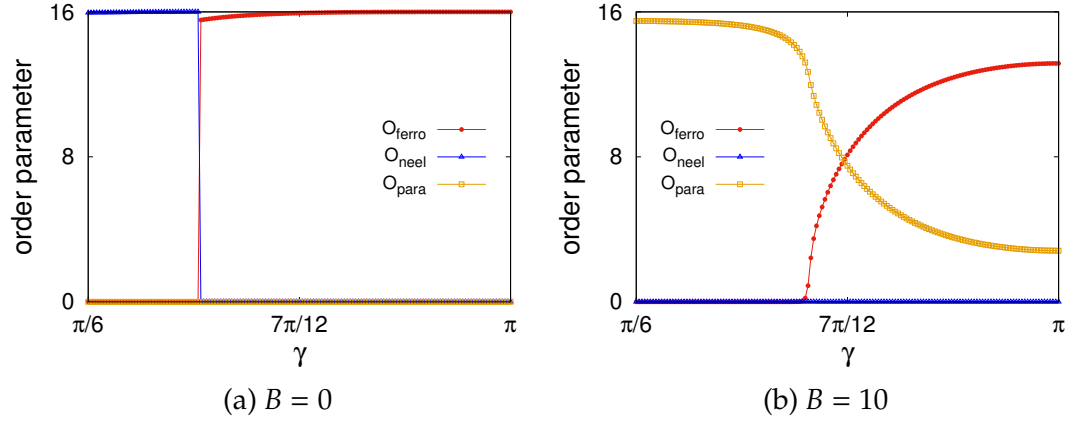 order parameter
16
8
0
O_ferro
O_neel
O_para
π/6
7π/12
π
γ
(a) B = 0
order parameter
16
8
0
O_ferro
O_neel
O_para
π/6
7π/12
π
γ
(b) B = 10